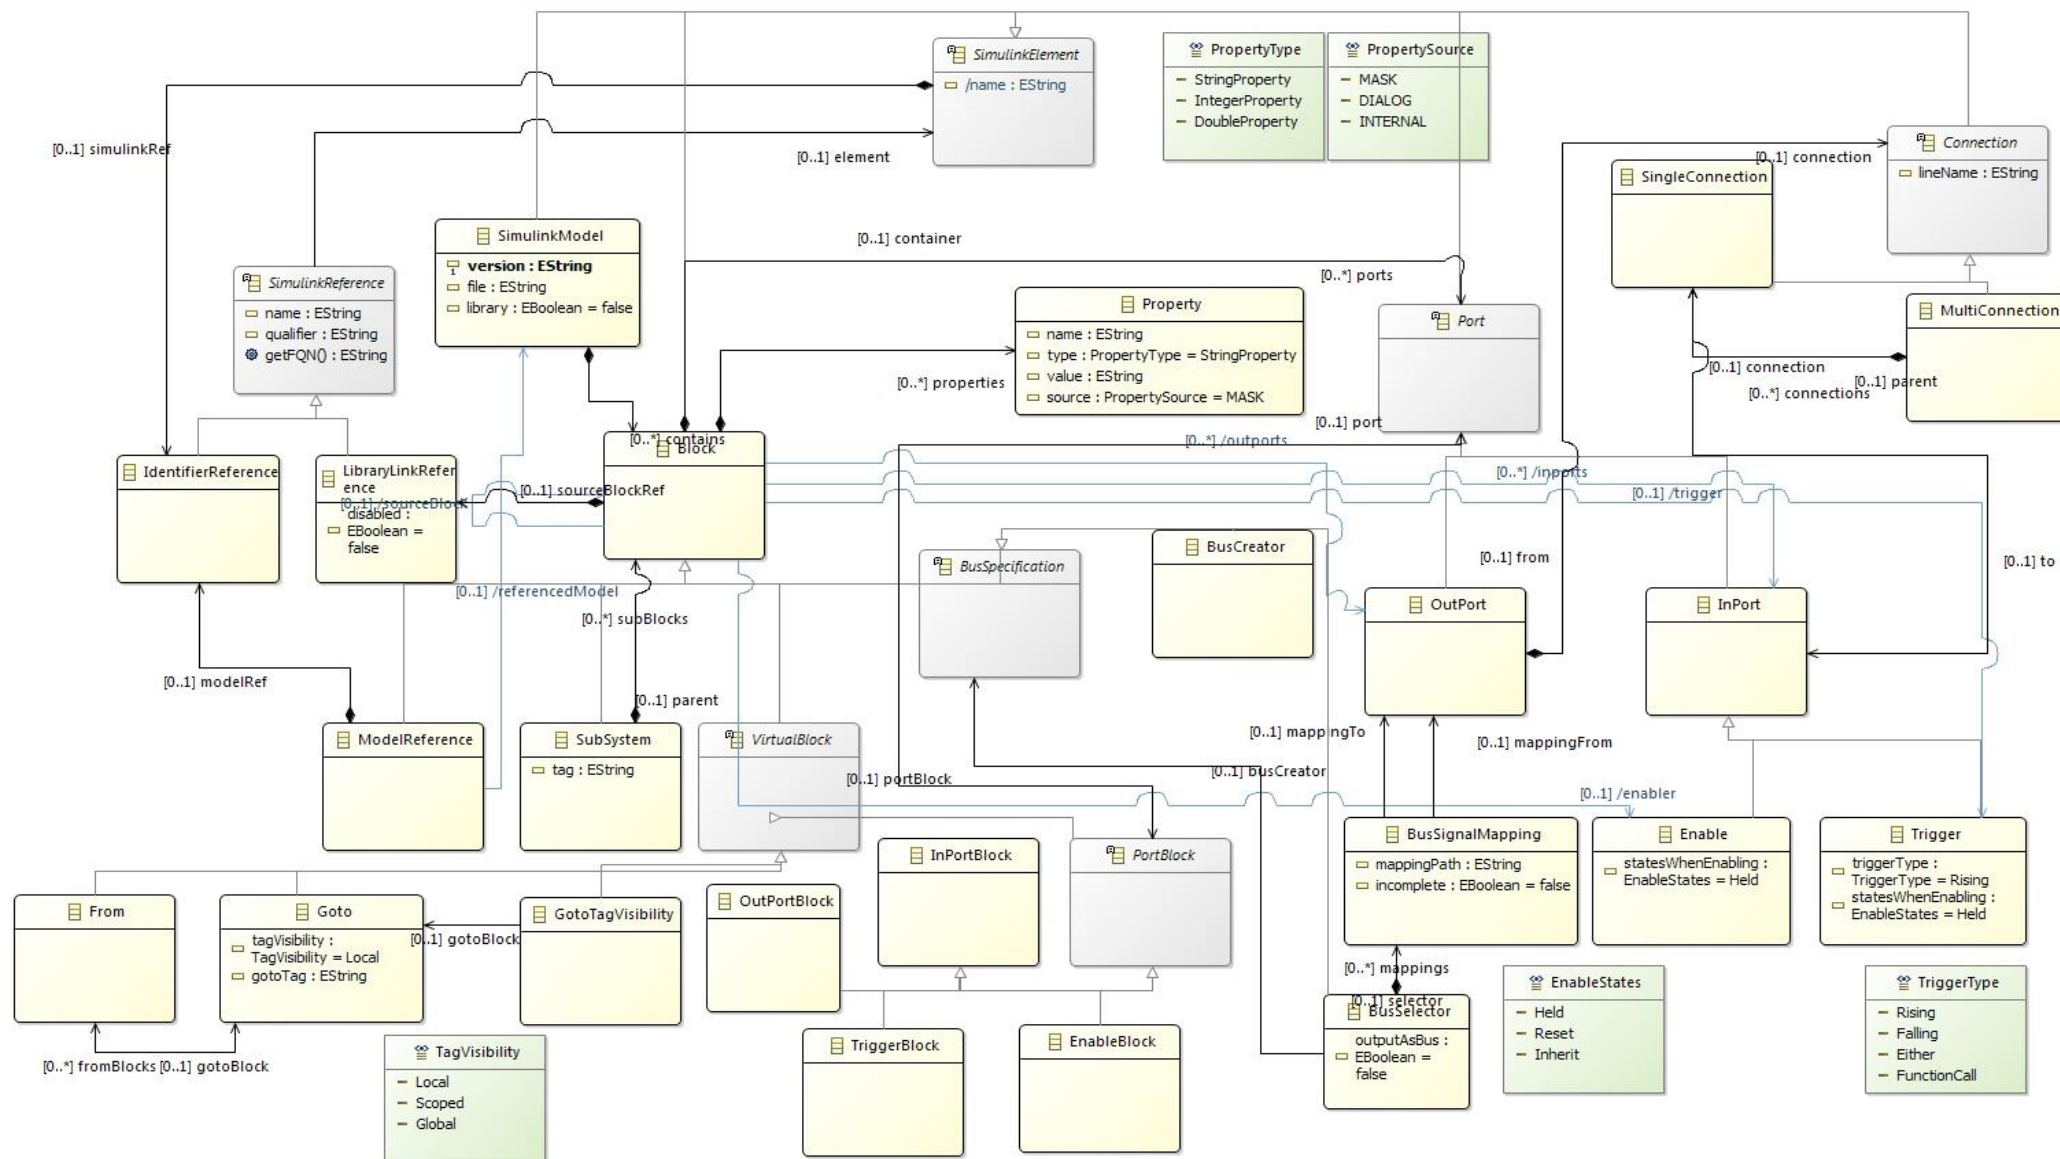 SimulinkElement
/name : EString
PropertyType
StringProperty
IntegerProperty
DoubleProperty
PropertySource
MASK
DIALOG
INTERNAL
[0..1] simulinkRef
[0..1] element
[0..1] connection
Connection
lineName : EString
SingleConnection
SimulinkModel
version : EString
file : EString
library : EBoolean = false
[0..1] container
[0..*] ports
SimulinkReference
name : EString
qualifier : EString
getFQN() : EString
Property
name : EString
type : PropertyType = StringProperty
value : EString
source : PropertySource = MASK
[0..*] properties
Port
MultiConnection
[0..1] connection
[0..1] parent
[0..*] connections
[0..1] port
[0..*] contains
Block
[0..*] /outports
[0..*] /inports
[0..1] /trigger
IdentifierReference
LibraryLinkRefer
ence
disabled :
EBoolean =
false
[0..1] /sourceBlock
[0..1] sourceBlockRef
BusSpecification
BusCreator
[0..1] from
[0..1] to
[0..1] /referencedModel
[0..*] subBlocks
OutPort
InPort
[0..1] modelRef
[0..1] parent
ModelReference
SubSystem
tag : EString
VirtualBlock
[0..1] mappingTo
[0..1] mappingFrom
[0..1] portBlock
[0..1] busCreator
[0..1] /enabler
BusSignalMapping
mappingPath : EString
incomplete : EBoolean = false
Enable
statesWhenEnabling :
EnableStates = Held
Trigger
triggerType :
TriggerType = Rising
statesWhenEnabling :
EnableStates = Held
InPortBlock
PortBlock
OutPortBlock
From
Goto
tagVisibility :
TagVisibility = Local
gotoTag : EString
[0..1] gotoBlock
GotoTagVisibility
[0..*] mappings
[0..1] selector
BusSelector
outputAsBus :
EBoolean =
false
EnableStates
Held
Reset
Inherit
TriggerType
Rising
Falling
Either
FunctionCall
[0..*] fromBlocks
[0..1] gotoBlock
TagVisibility
Local
Scoped
Global
TriggerBlock
EnableBlock